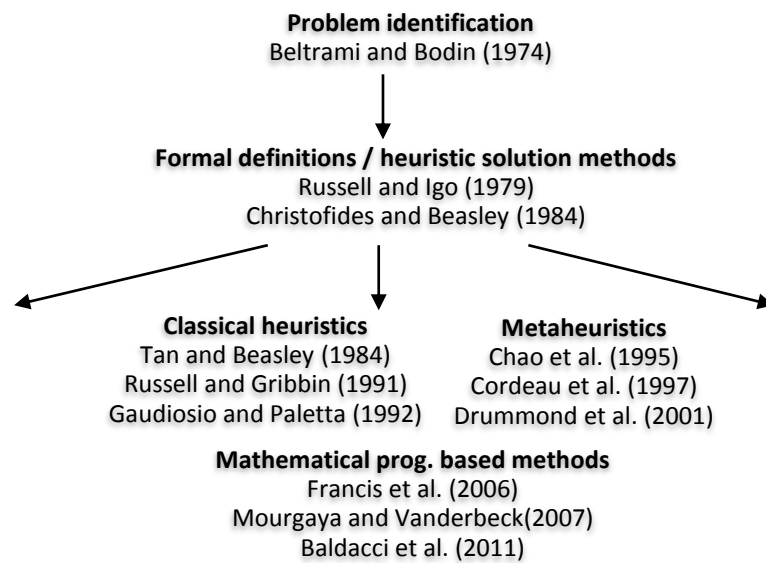 Problem identification
Beltrami and Bodin (1974)
Formal definitions / heuristic solution methods
Russell and Igo (1979)
Christofides and Beasley (1984)
Classical heuristics
Tan and Beasley (1984)
Russell and Gribbin (1991)
Gaudiosio and Paletta (1992)
Metaheuristics
Chao et al. (1995)
Cordeau et al. (1997)
Drummond et al. (2001)
Mathematical prog. based methods
Francis et al. (2006)
Mourgaya and Vanderbeck(2007)
Baldacci et al. (2011)